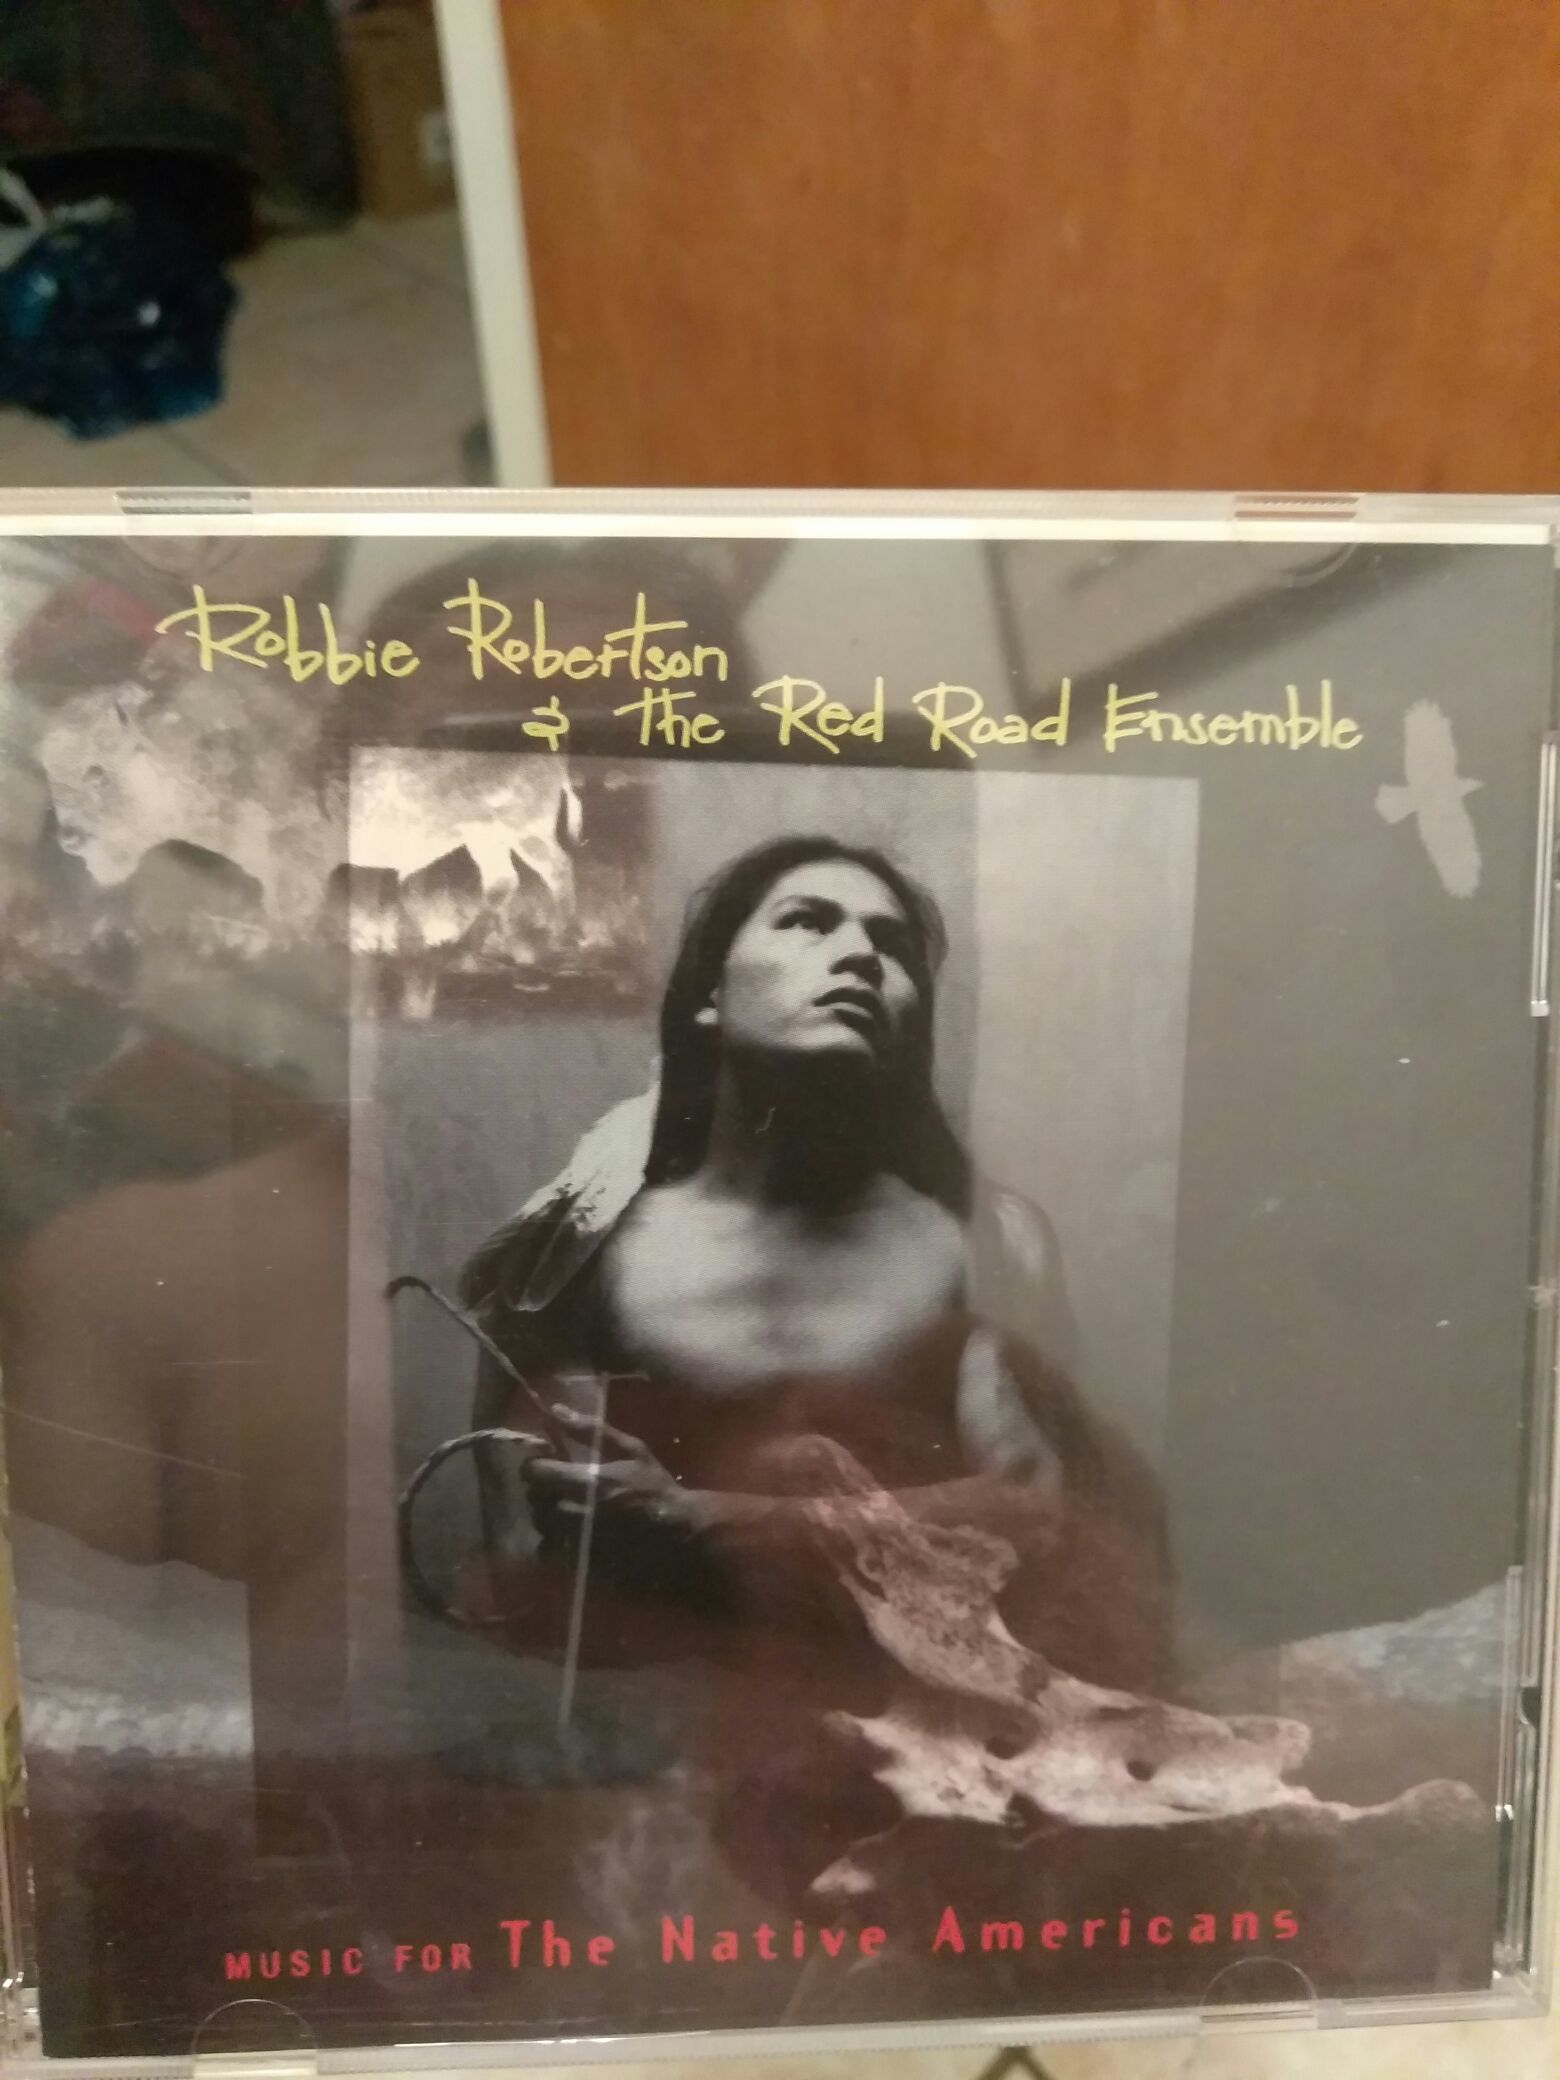 Robbie Robertson
& the Red Road Ensemble
MUSIC FOR The Native Americans